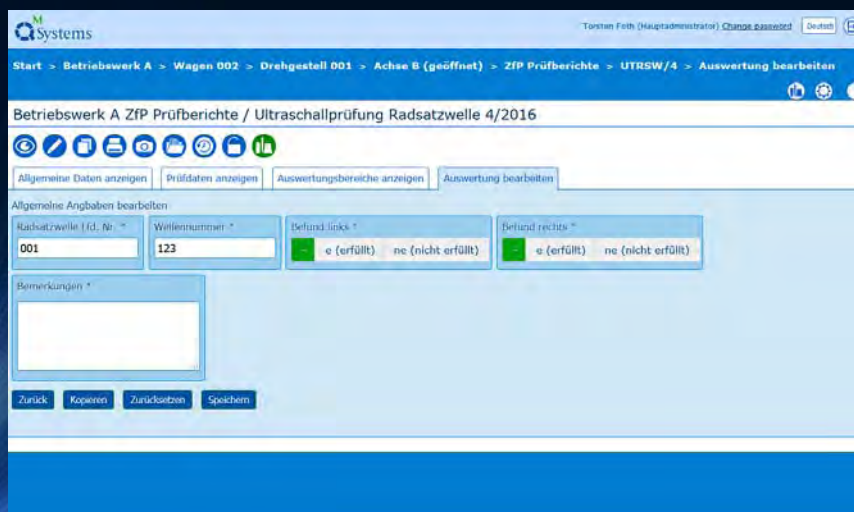 QM Systems
Torsten Foth (Hauptadministrator) Change password Deutsch
Start > Betriebswerk A > Wagen 002 > Drehgestell 001 > Achse B (geöffnet) > ZfP Prüfberichte > UTRSW/4 > Auswertung bearbeiten
Betriebswerk A ZfP Prüfberichte / Ultraschallprüfung Radsatzwelle 4/2016
Allgemeine Daten anzeigen Prüfdaten anzeigen Auswertungsbereiche anzeigen Auswertung bearbeiten
Allgemeine Angbaben bearbeiten
Radsatzwelle lfd. Nr. * Wellennummer * Befund links * Befund rechts *
001 123 - e (erfüllt) ne (nicht erfüllt) - e (erfüllt) ne (nicht erfüllt)
Bemerkungen *
Zurück Kopieren Zurücksetzen Speichern